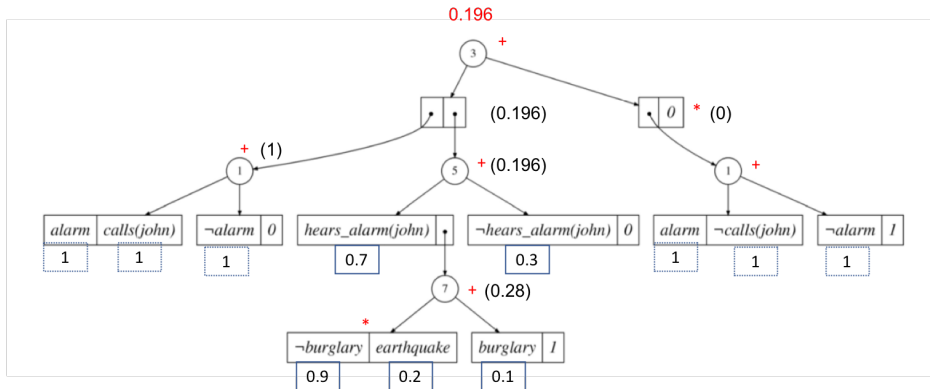 0.196
3 +
0 * (0)
(0.196)
+ (1)
1
5 + (0.196)
1 +
alarm calls(john) ¬alarm 0 hears_alarm(john) ¬hears_alarm(john) 0 alarm ¬calls(john) ¬alarm 1
1 1 1 0.7 0.3 1 1 1
7 + (0.28)
*
¬burglary earthquake burglary 1
0.9 0.2 0.1